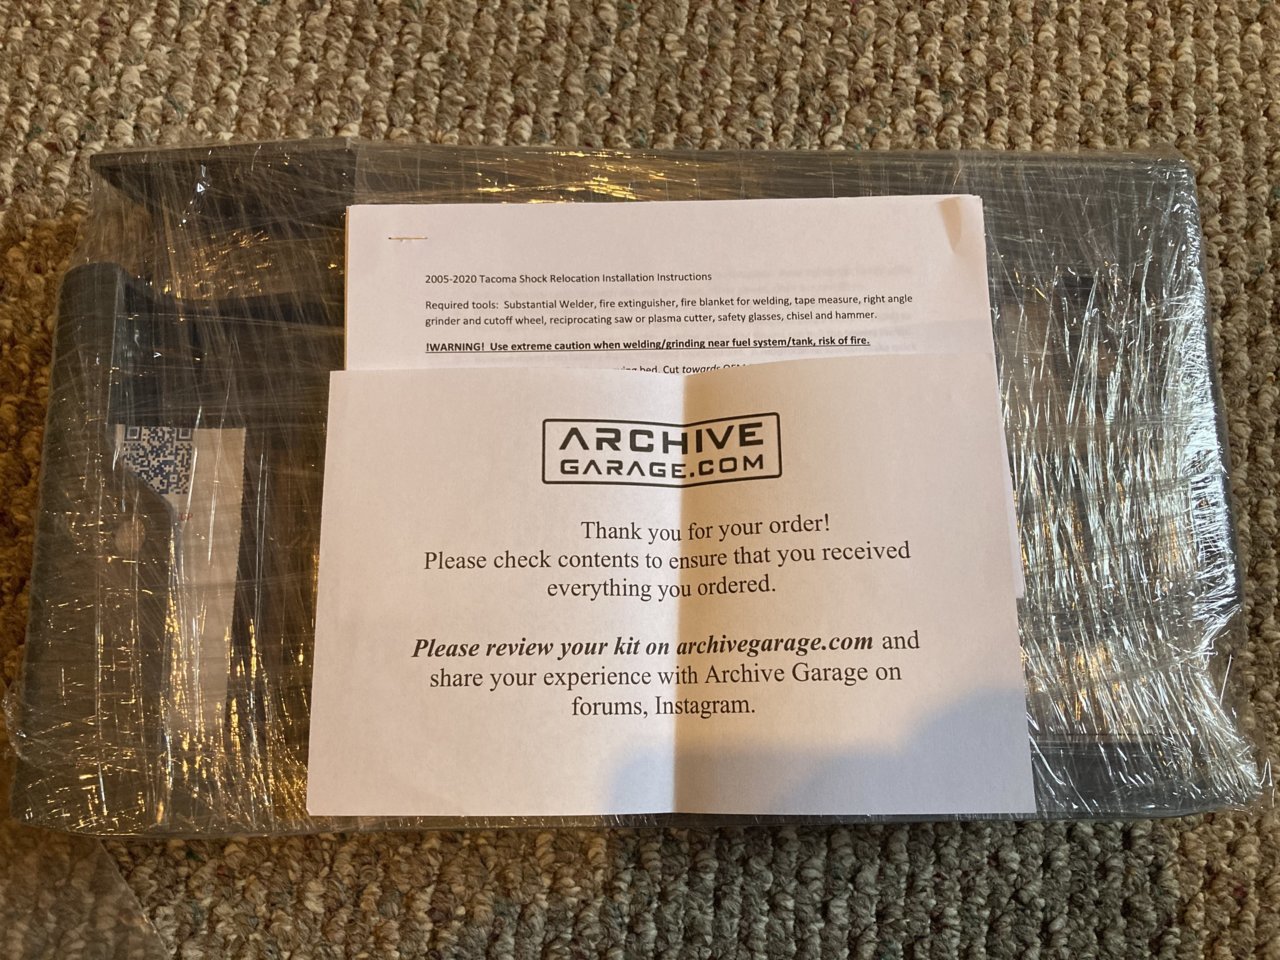 2005-2020 Tacoma Shock Relocation Installation Instructions
Required tools: Substantial Welder, fire extinguisher, fire blanket for welding, tape measure, right angle
grinder and cutoff wheel, reciprocating saw or plasma cutter, safety glasses, chisel and hammer.
!WARNING! Use extreme caution when welding/grinding near fuel system/tank, risk of fire.
bed. Cut towards
ARCHIVE
GARAGE.COM
Thank you for your order!
Please check contents to ensure that you received
everything you ordered.
Please review your kit on archivegarage.com and
share your experience with Archive Garage on
forums, Instagram.